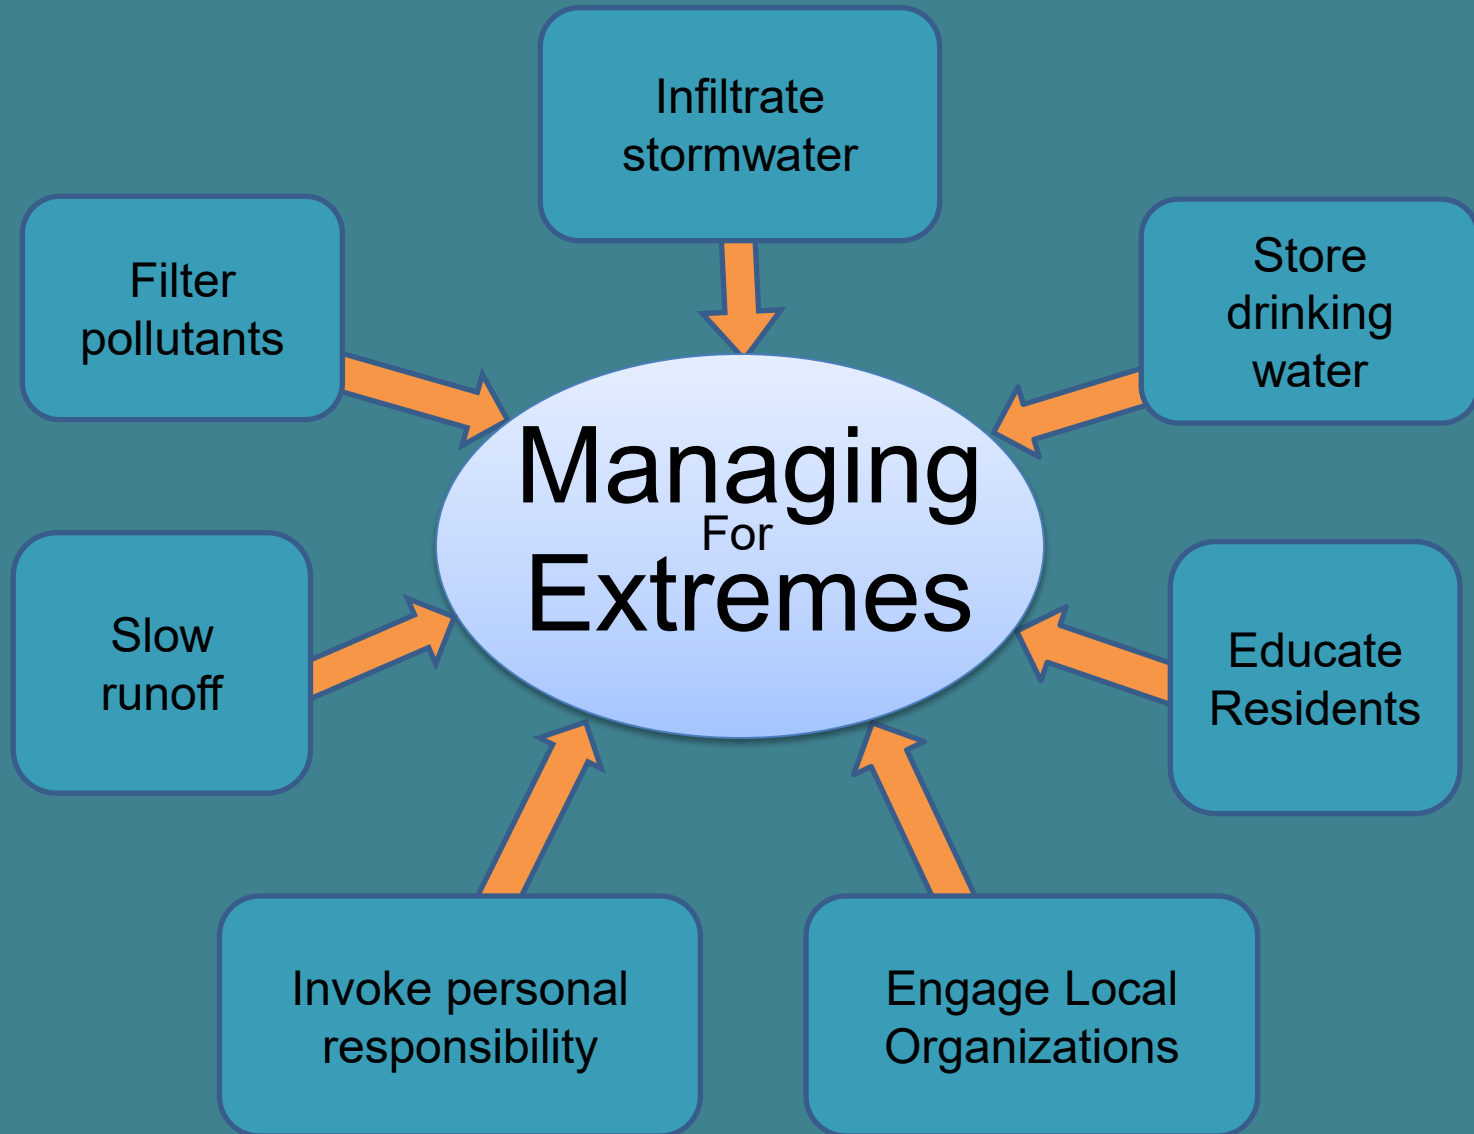 Infiltrate
stormwater
Filter
pollutants
Store
drinking
water
Managing
For
Extremes
Slow
runoff
Educate
Residents
Invoke personal
responsibility
Engage Local
Organizations